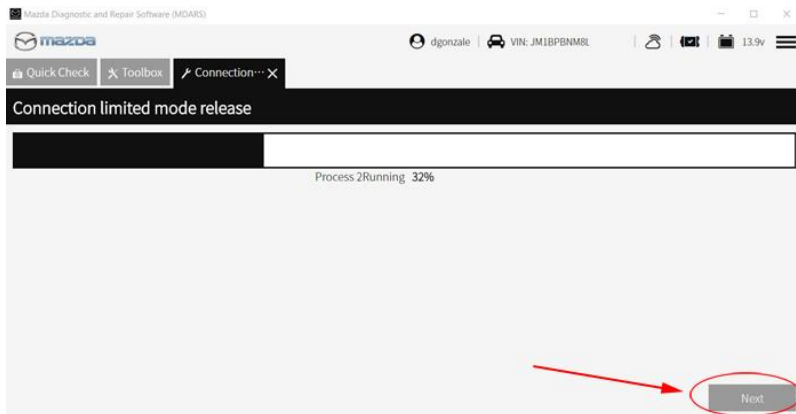 Mazda Diagnostic and Repair Software (MDARS)
mazda dgonzale VIN: JM1BPBNM8L 13.9v
Quick Check Toolbox Connection···
Connection limited mode release
Process 2Running 32%
Next